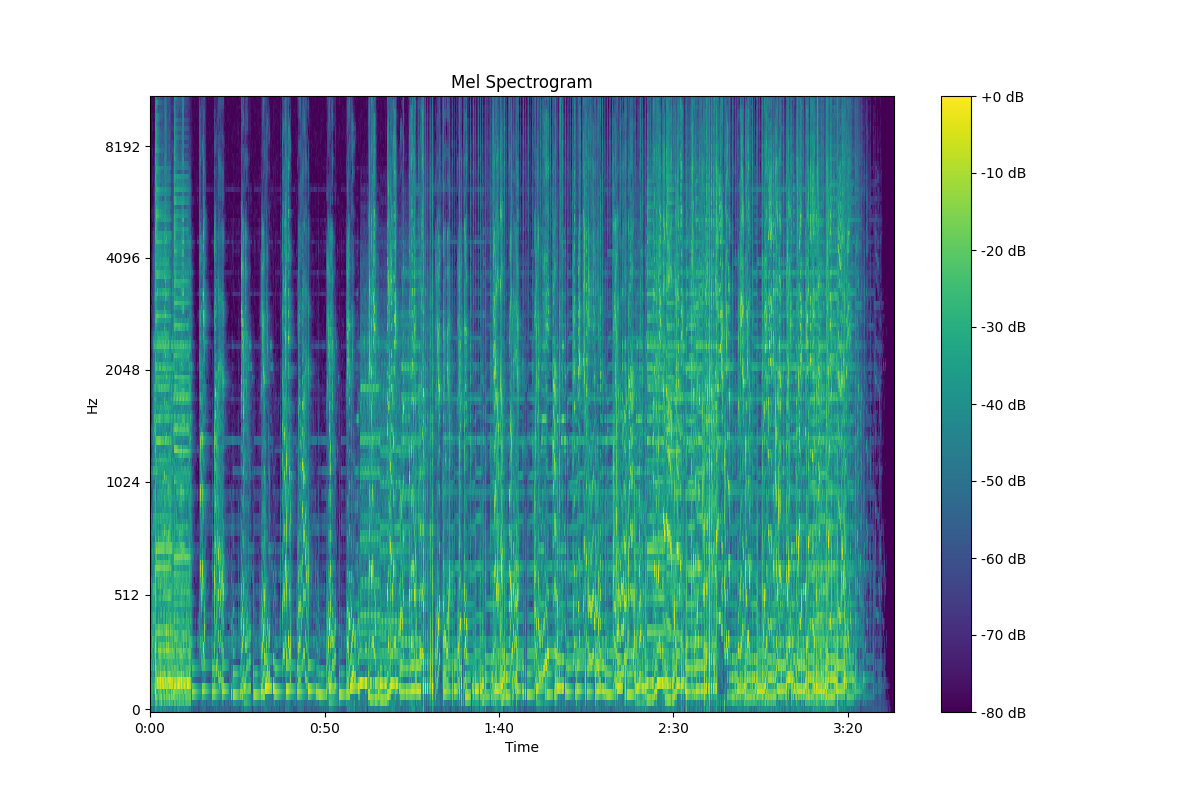 Mel Spectrogram
8192
4096
2048
1024
512
0
Hz
0:00
0:50
1:40
2:30
3:20
Time
+0 dB
-10 dB
-20 dB
-30 dB
-40 dB
-50 dB
-60 dB
-70 dB
-80 dB